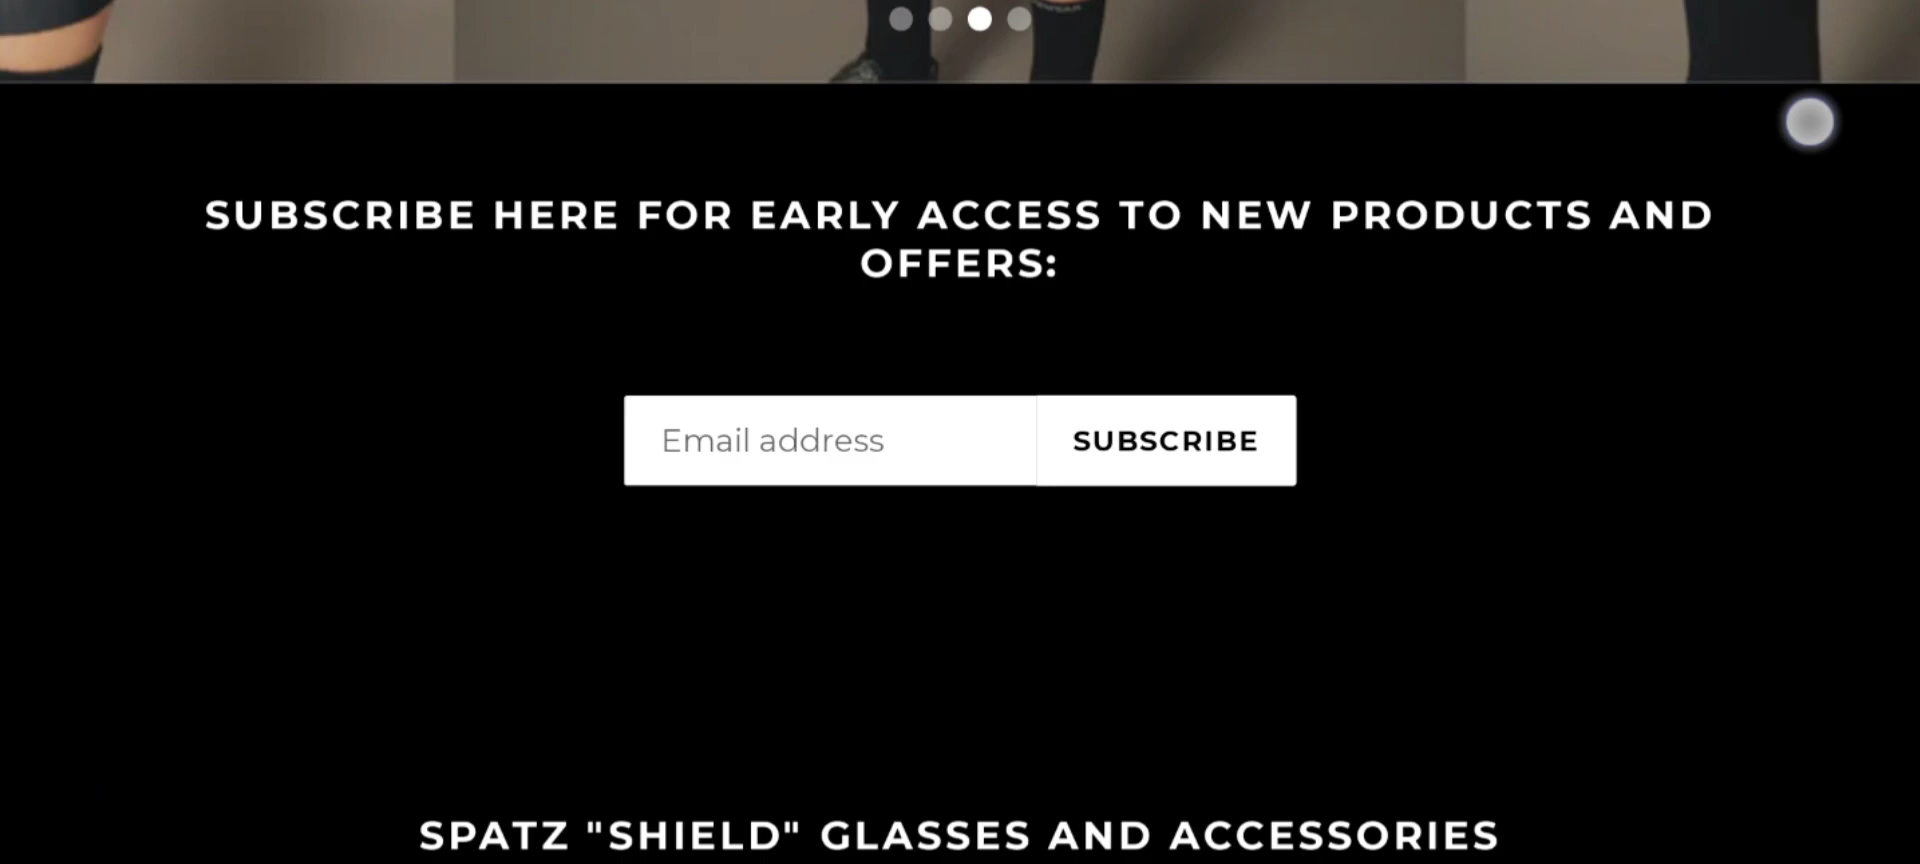 SUBSCRIBE HERE FOR EARLY ACCESS TO NEW PRODUCTS AND
OFFERS:
Email address
SUBSCRIBE
SPATZ "SHIELD" GLASSES AND ACCESSORIES